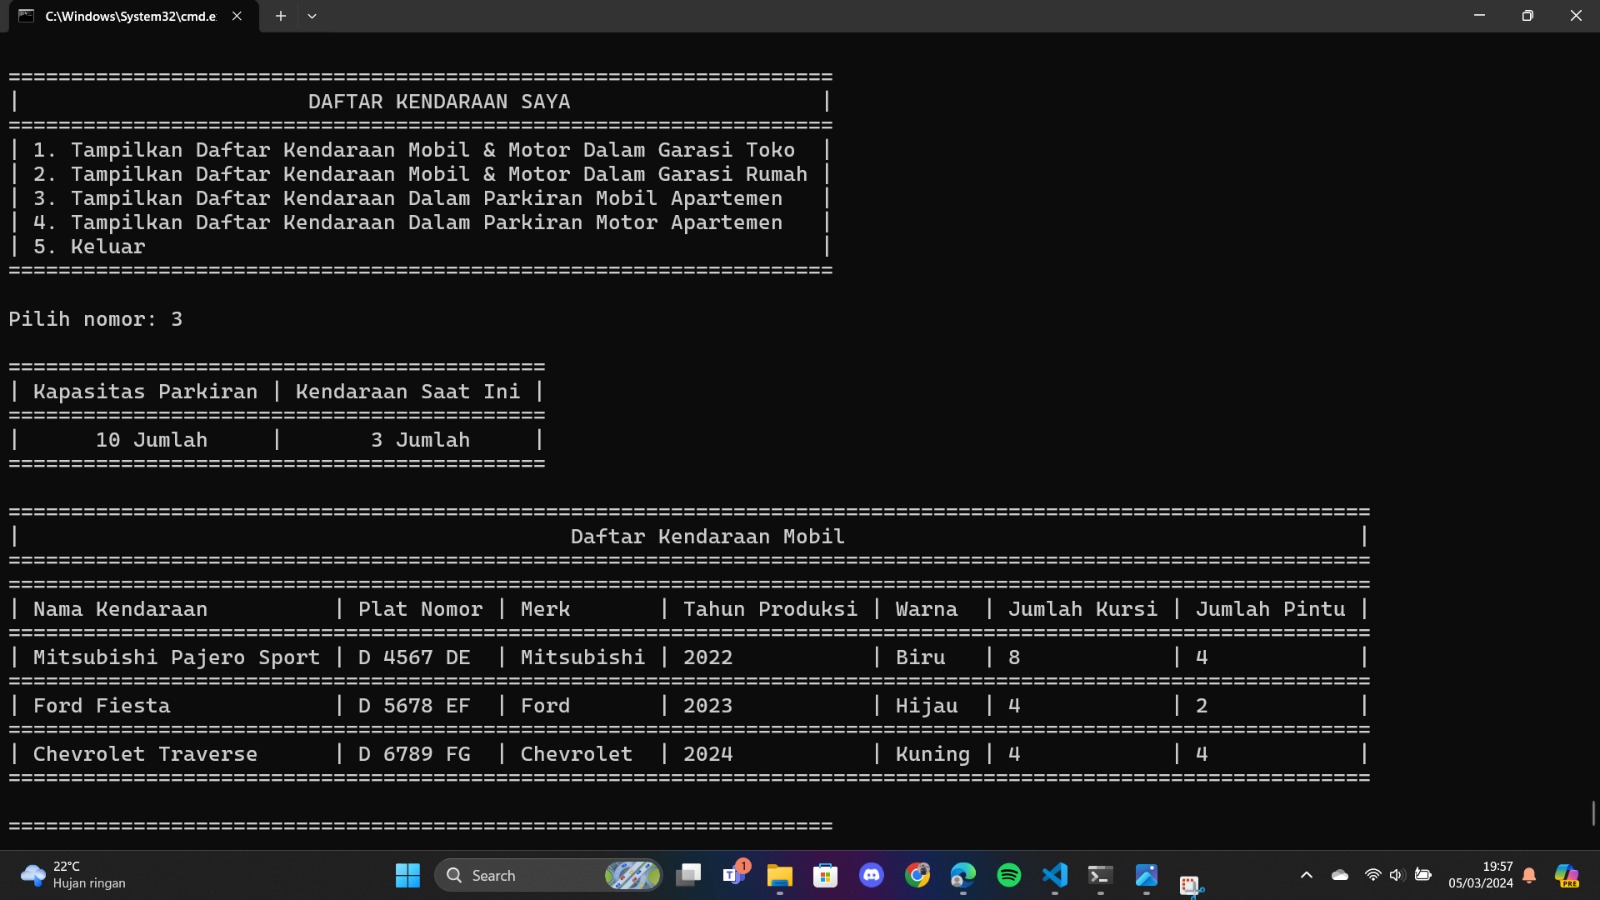 C:\Windows\System32\cmd.e
==================================================================
| DAFTAR KENDARAAN SAYA |
==================================================================
| 1. Tampilkan Daftar Kendaraan Mobil & Motor Dalam Garasi Toko |
| 2. Tampilkan Daftar Kendaraan Mobil & Motor Dalam Garasi Rumah |
| 3. Tampilkan Daftar Kendaraan Dalam Parkiran Mobil Apartemen |
| 4. Tampilkan Daftar Kendaraan Dalam Parkiran Motor Apartemen |
| 5. Keluar |
==================================================================
Pilih nomor: 3
===========================================
| Kapasitas Parkiran | Kendaraan Saat Ini |
===========================================
| 10 Jumlah | 3 Jumlah |
===========================================
=============================================================================================================
| Daftar Kendaraan Mobil |
=============================================================================================================
=============================================================================================================
| Nama Kendaraan | Plat Nomor | Merk | Tahun Produksi | Warna | Jumlah Kursi | Jumlah Pintu |
=============================================================================================================
| Mitsubishi Pajero Sport | D 4567 DE | Mitsubishi | 2022 | Biru | 8 | 4 |
=============================================================================================================
| Ford Fiesta | D 5678 EF | Ford | 2023 | Hijau | 4 | 2 |
=============================================================================================================
| Chevrolet Traverse | D 6789 FG | Chevrolet | 2024 | Kuning | 4 | 4 |
=============================================================================================================
==================================================================
22°C
Hujan ringan
Search
1
T
PRE
19:57
05/03/2024